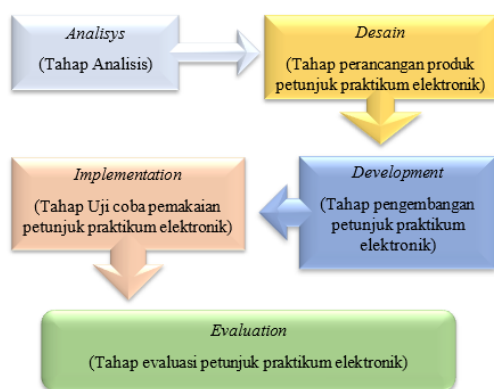 Analisys
(Tahap Analisis)
Desain
(Tahap perancangan produk
petunjuk praktikum elektronik)
Implementation
(Tahap Uji coba pemakaian
petunjuk praktikum elektronik)
Development
(Tahap pengembangan
petunjuk praktikum
elektronik)
Evaluation
(Tahap evaluasi petunjuk praktikum elektronik)